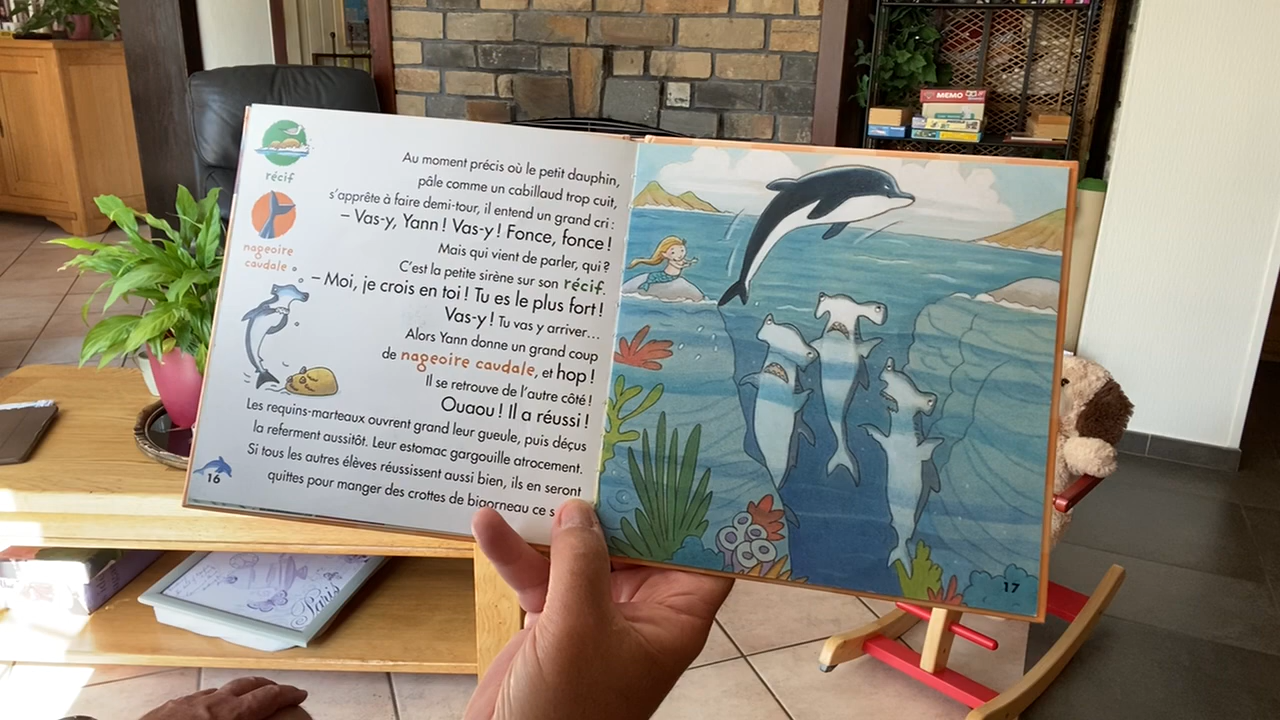 récif
nageoire
caudale
Au moment précis où le petit dauphin,
pâle comme un cabillaud trop cuit,
s'apprête à faire demi-tour, il entend un grand cri :
– Vas-y, Yann ! Vas-y ! Fonce, fonce !
Mais qui vient de parler, qui ?
C'est la petite sirène sur son récif.
– Moi, je crois en toi ! Tu es le plus fort !
Vas-y ! Tu vas y arriver...
Alors Yann donne un grand coup
de nageoire caudale, et hop !
Il se retrouve de l'autre côté !
Ouaou ! Il a réussi !
Les requins-marteaux ouvrent grand leur gueule, puis déçus
la referment aussitôt. Leur estomac gargouille atrocement.
Si tous les autres élèves réussissent aussi bien, ils en seront
quittes pour manger des crottes de bigorneau ce
16
17
MEMO
Paris